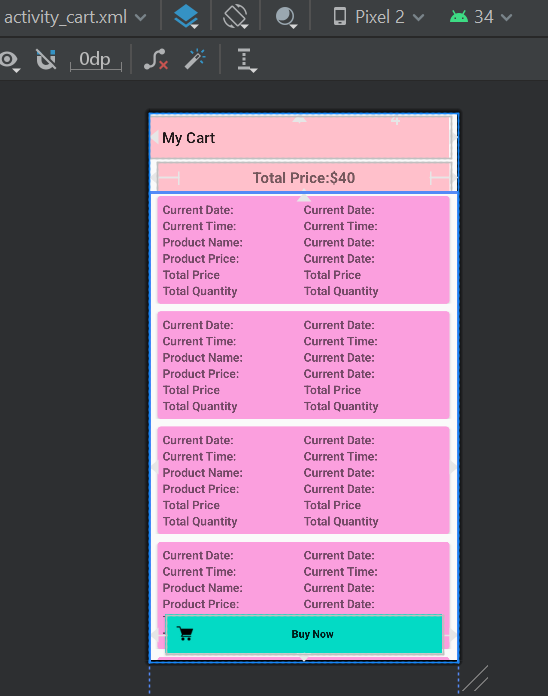 activity_cart.xml Pixel 2 34
0dp
My Cart
Total Price:$40
Current Date: Current Date:
Current Time: Current Time:
Product Name: Current Date:
Product Price: Current Date:
Total Price Total Price
Total Quantity Total Quantity
Current Date: Current Date:
Current Time: Current Time:
Product Name: Current Date:
Product Price: Current Date:
Total Price Total Price
Total Quantity Total Quantity
Current Date: Current Date:
Current Time: Current Time:
Product Name: Current Date:
Product Price: Current Date:
Total Price Total Price
Total Quantity Total Quantity
Current Date: Current Date:
Current Time: Current Time:
Product Name: Current Date:
Product Price: Current Date:
Buy Now